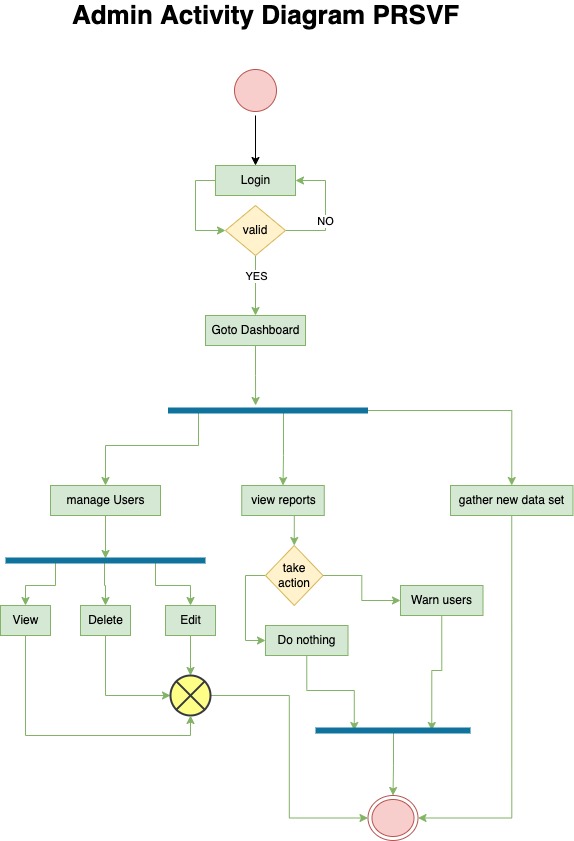 Admin Activity Diagram PRSVF
Login
NO
valid
YES
Goto Dashboard
manage Users
view reports
gather new data set
take
action
View
Delete
Edit
Warn users
Do nothing